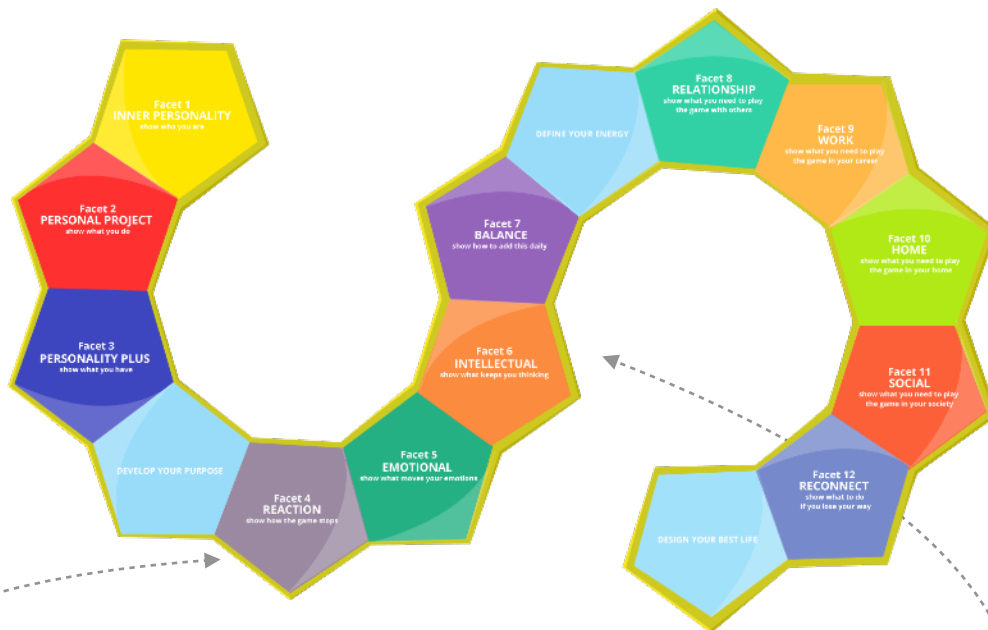 Facet 1
INNER PERSONALITY
show who you are
Facet 2
PERSONAL PROJECT
show what you do
Facet 3
PERSONALITY PLUS
show what you have
DEVELOP YOUR PURPOSE
Facet 4
REACTION
show how the game stops
Facet 5
EMOTIONAL
show what moves your emotions
Facet 6
INTELLECTUAL
show what keeps you thinking
Facet 7
BALANCE
show how to add this daily
DEFINE YOUR ENERGY
Facet 8
RELATIONSHIP
show what you need to play
the game with others
Facet 9
WORK
show what you need to play
the game in your career
Facet 10
HOME
show what you need to play
the game in your home
Facet 11
SOCIAL
show what you need to play
the game in your society
Facet 12
RECONNECT
show what to do
if you lose your way
DESIGN YOUR BEST LIFE